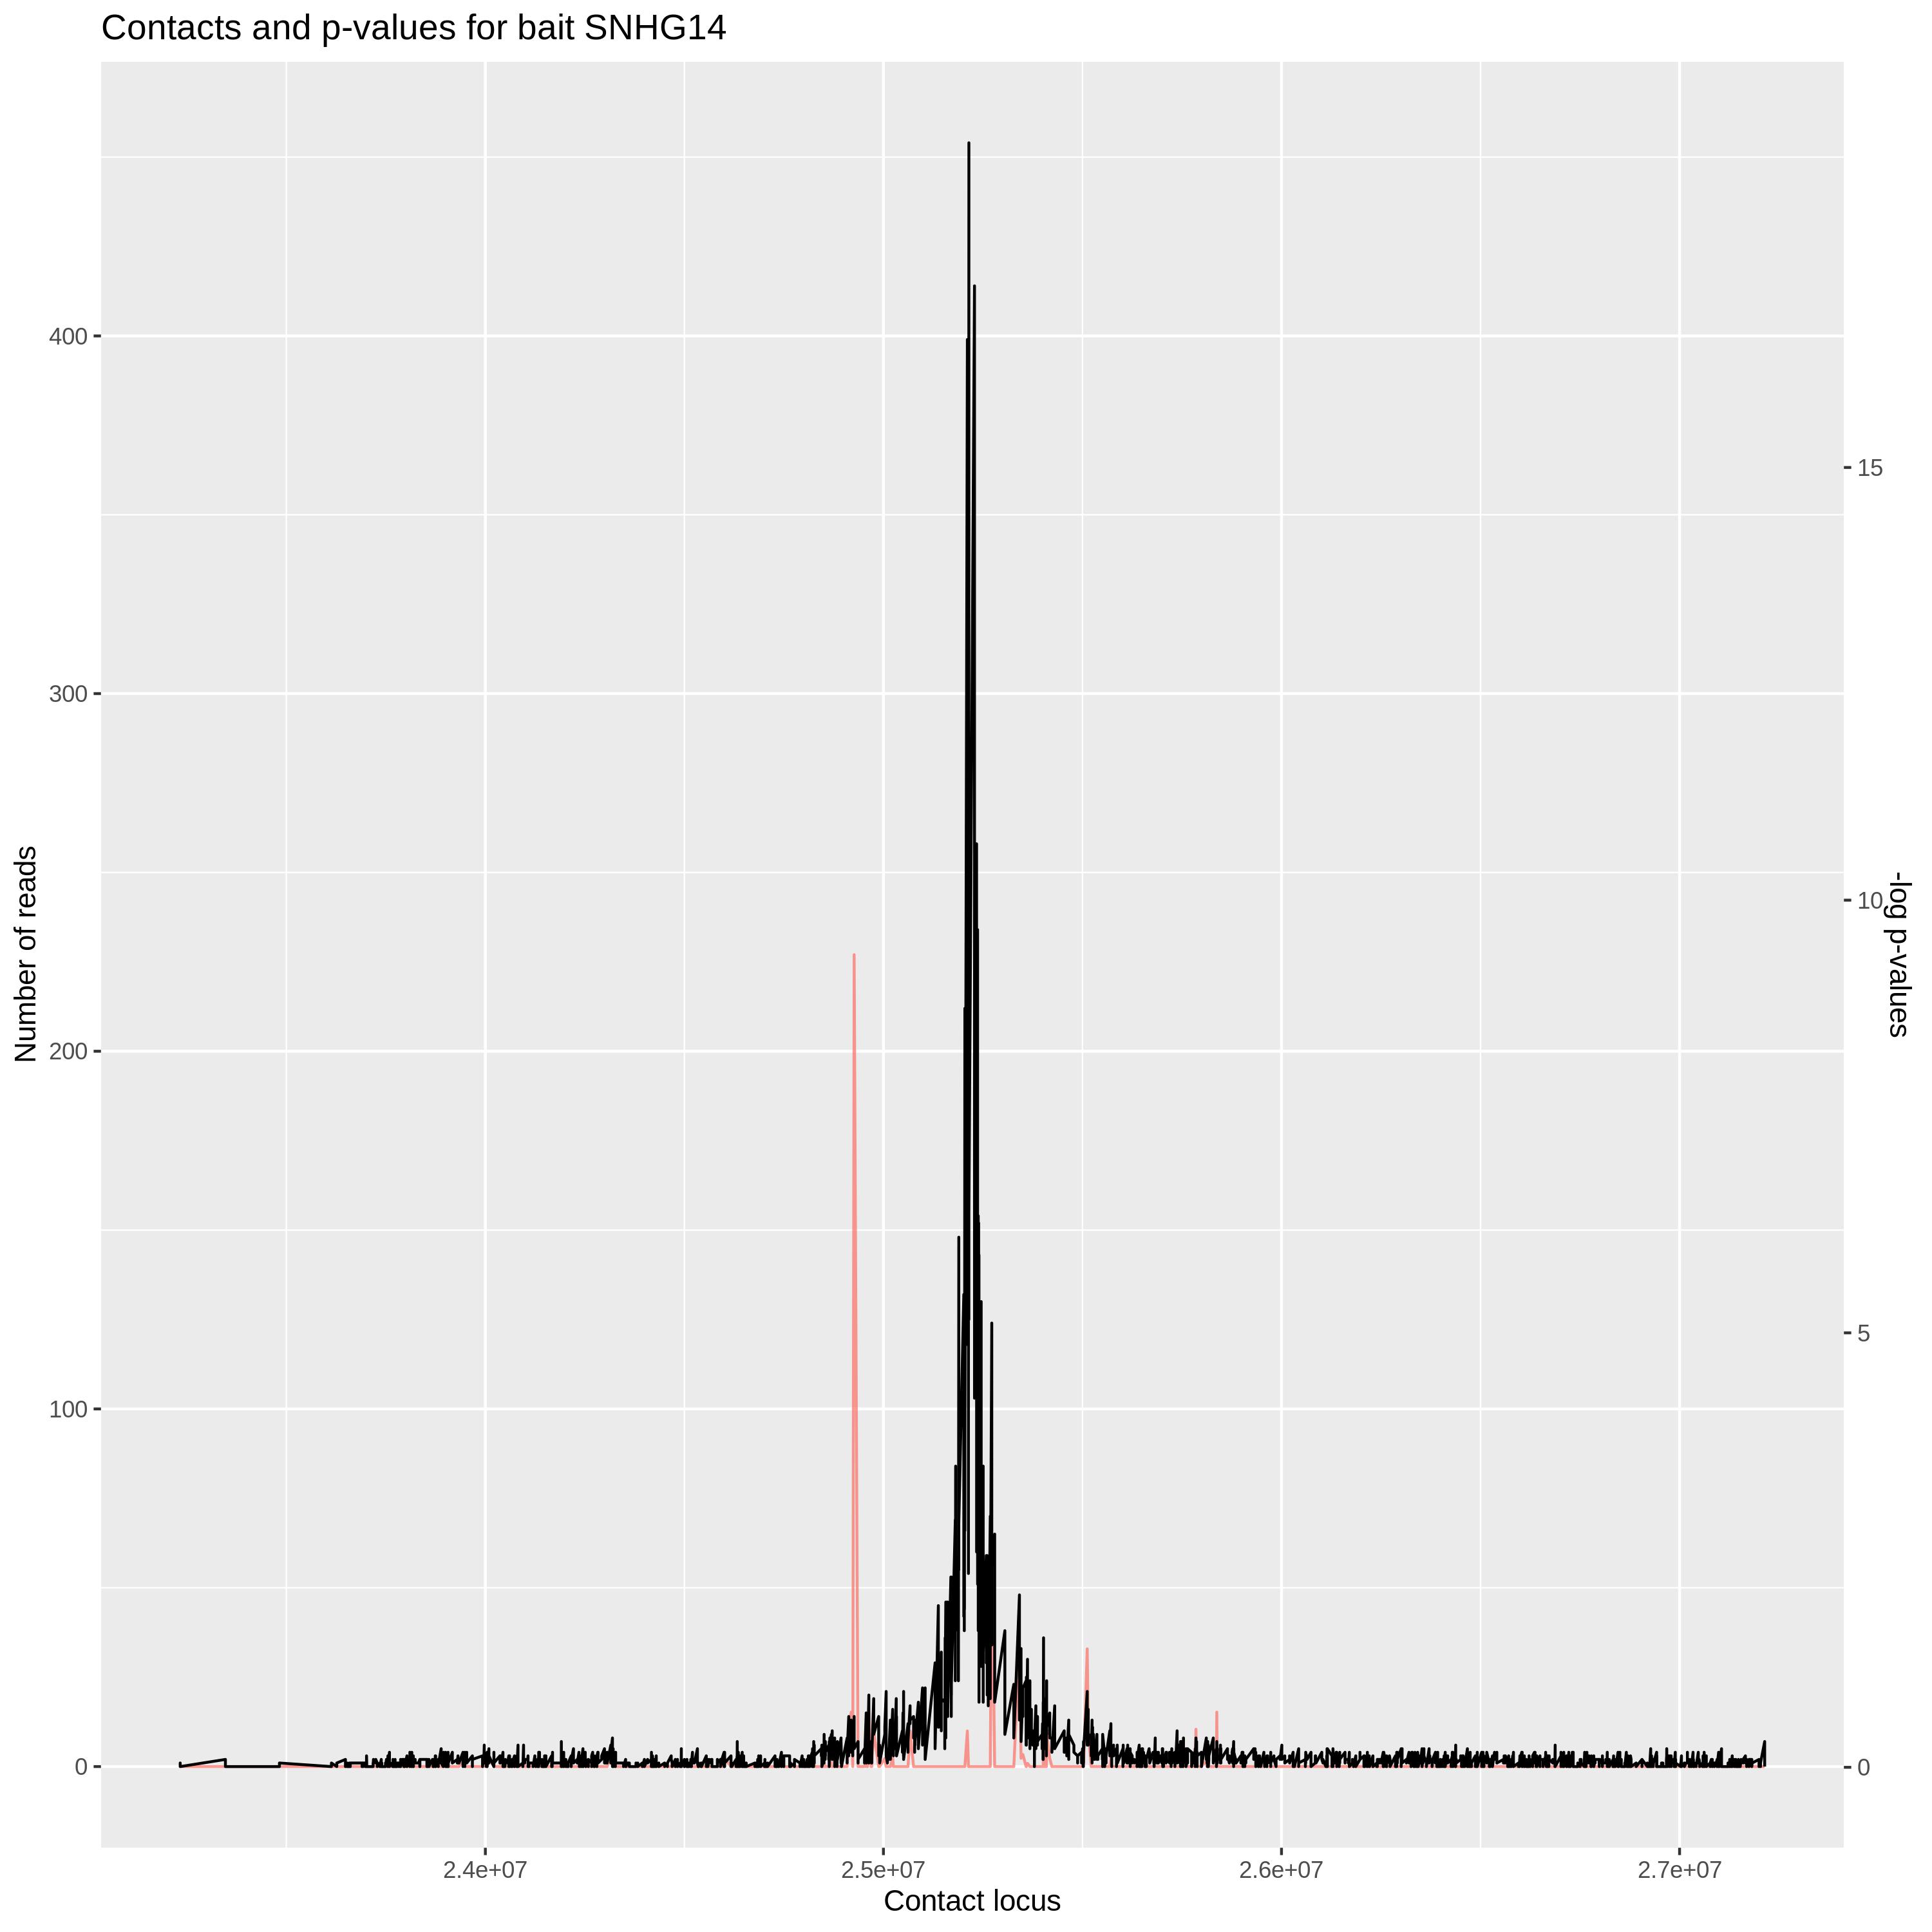 Contacts and p-values for bait SNHG14
400
300
200
100
0
Number of reads
15
10
5
0
-log p-values
2.4e+07
2.5e+07
2.6e+07
2.7e+07
Contact locus